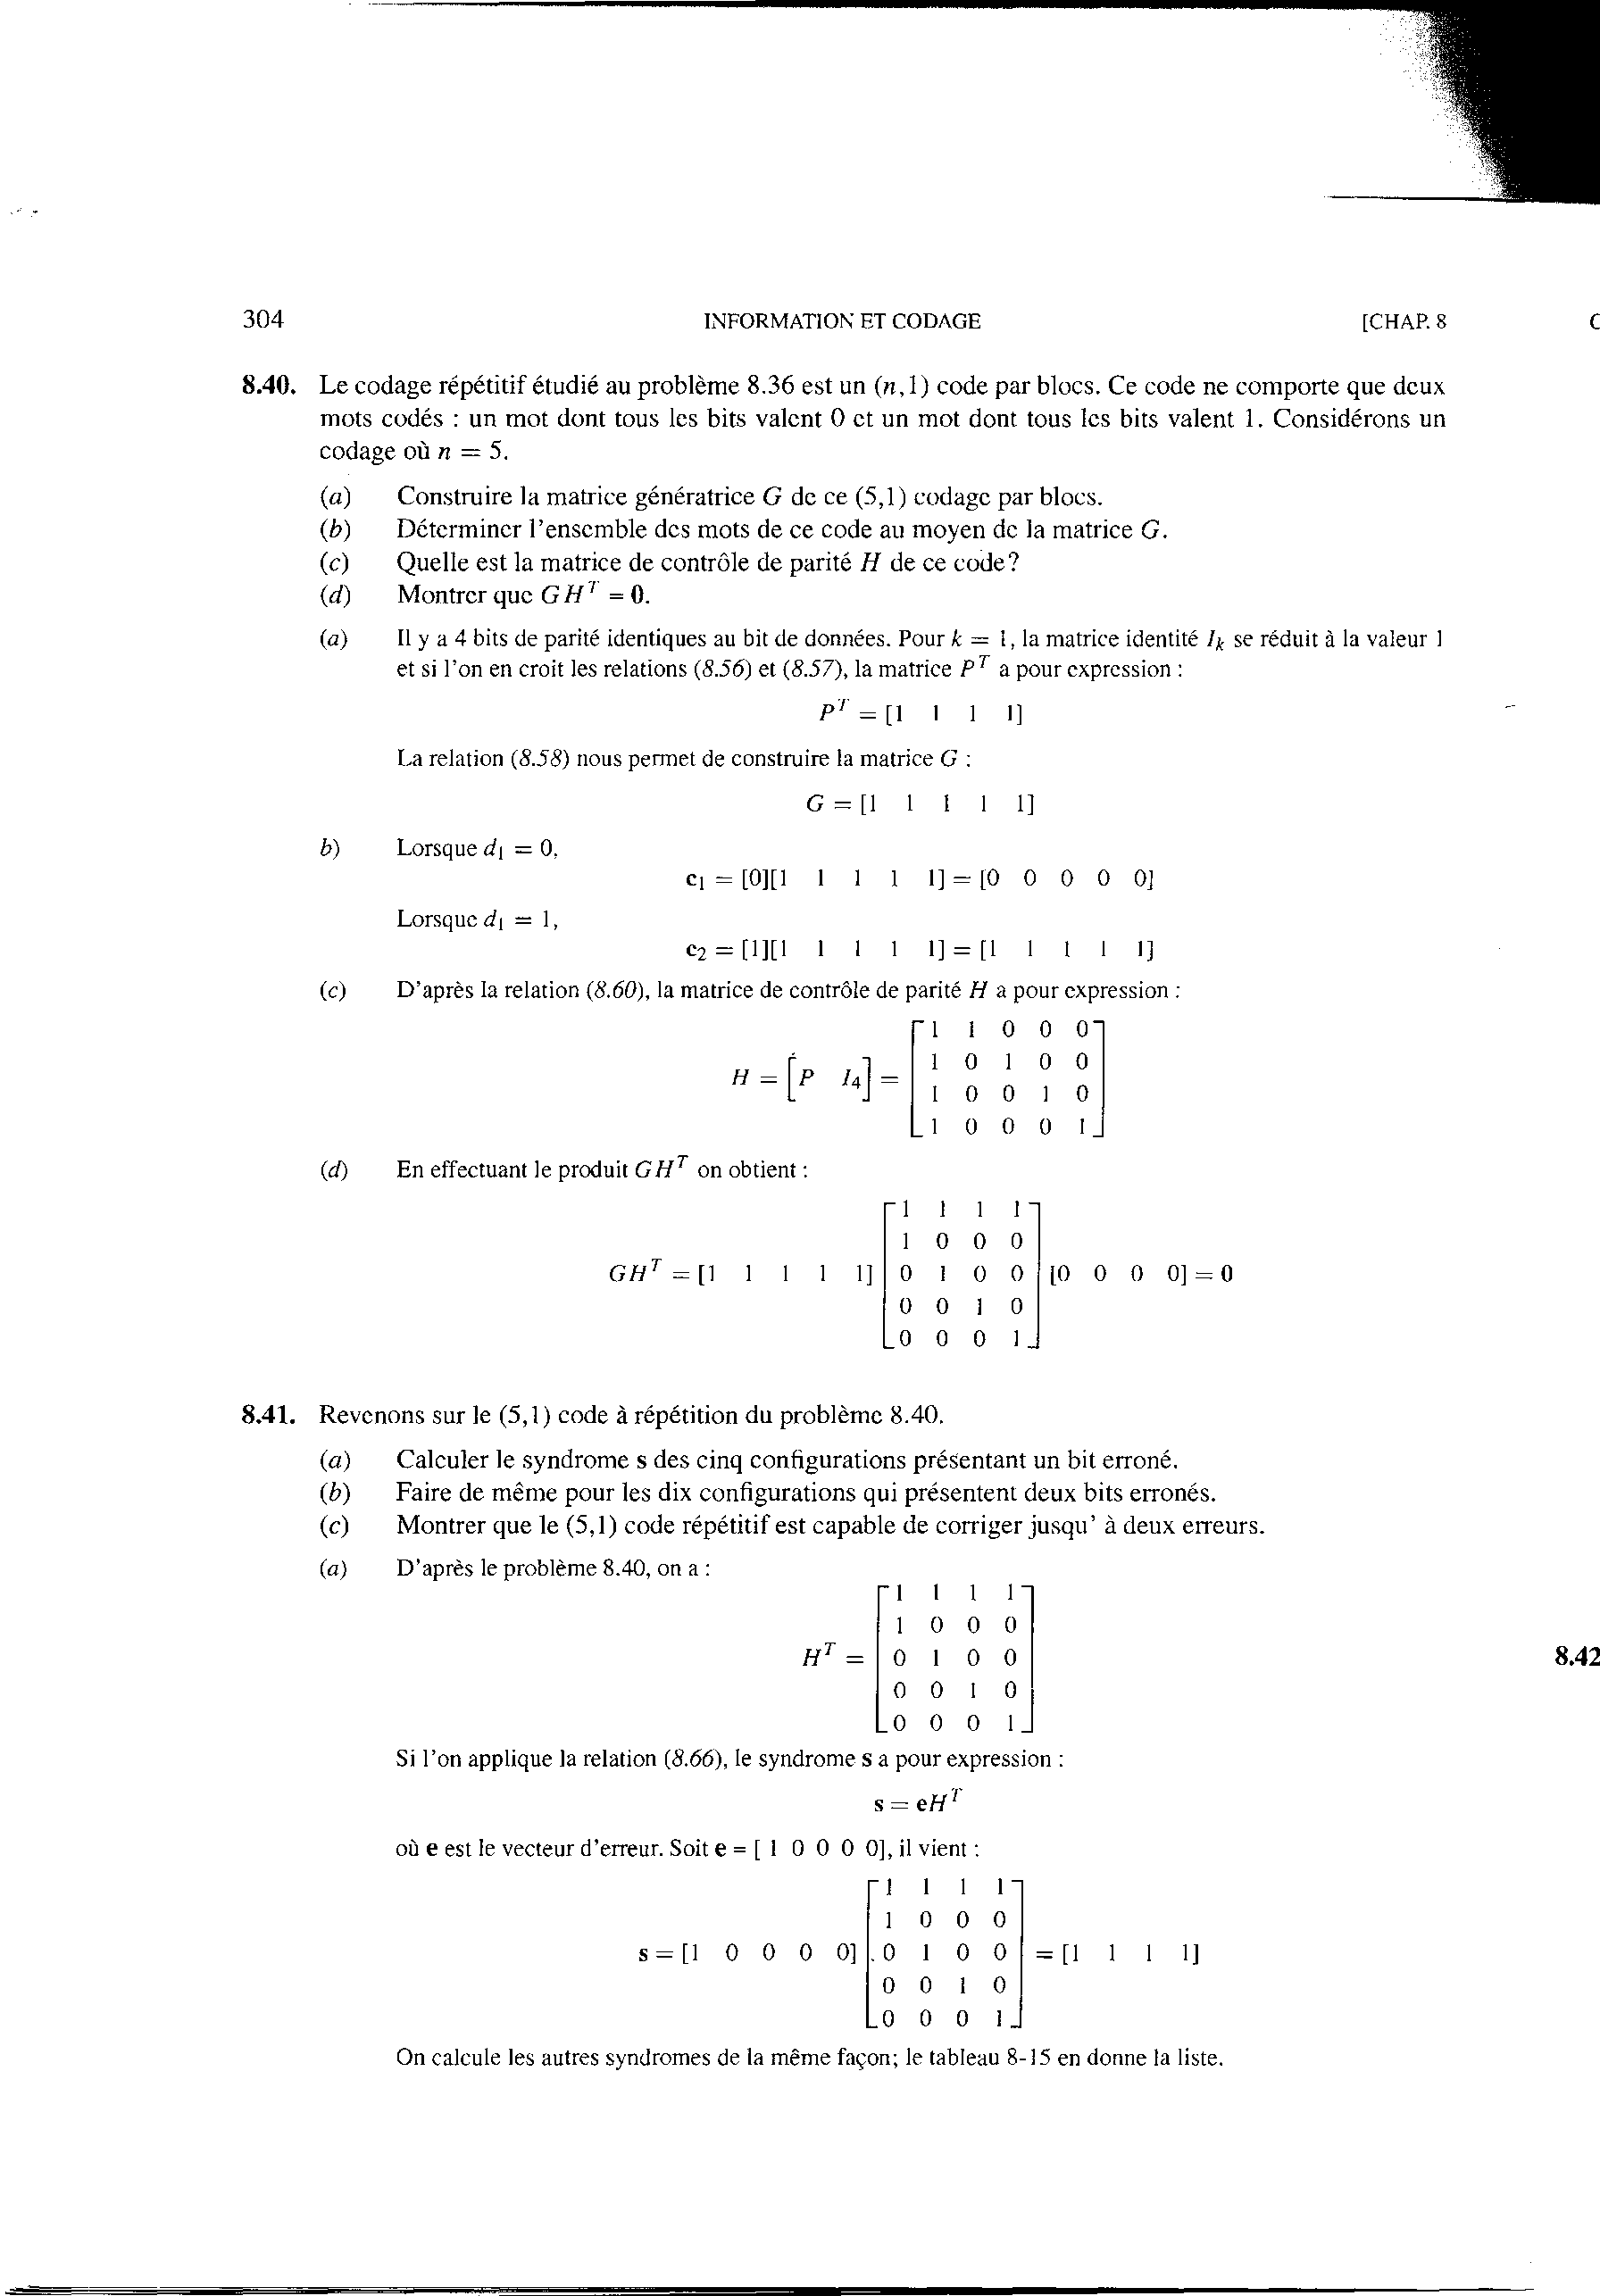 304 INFORMATION ET CODAGE [CHAP. 8
8.40. Le codage répétitif étudié au problème 8.36 est un (n,1) code par blocs. Ce code ne comporte que deux
mots codés : un mot dont tous les bits valent 0 et un mot dont tous les bits valent 1. Considérons un
codage où n = 5.
(a) Construire la matrice génératrice G de ce (5,1) codage par blocs.
(b) Déterminer l'ensemble des mots de ce code au moyen de la matrice G.
(c) Quelle est la matrice de contrôle de parité H de ce code?
(d) Montrer que G H^T = 0.
(a) Il y a 4 bits de parité identiques au bit de données. Pour k = 1, la matrice identité I_k se réduit à la valeur 1
et si l'on en croit les relations (8.56) et (8.57), la matrice P^T a pour expression :
P^T = [1 1 1 1]
La relation (8.58) nous permet de construire la matrice G :
G = [1 1 1 1 1]
b) Lorsque d_1 = 0,
c_1 = [0][1 1 1 1 1] = [0 0 0 0 0]
Lorsque d_1 = 1,
c_2 = [1][1 1 1 1 1] = [1 1 1 1 1]
(c) D'après la relation (8.60), la matrice de contrôle de parité H a pour expression :
1 1 0 0 0
1 0 1 0 0
H = [P I_4] =
1 0 0 1 0
1 0 0 0 1
(d) En effectuant le produit GH^T on obtient :
1 1 1 1
1 0 0 0
GH^T = [1 1 1 1 1] 0 1 0 0 [0 0 0 0] = 0
0 0 1 0
0 0 0 1
8.41. Revenons sur le (5,1) code à répétition du problème 8.40.
(a) Calculer le syndrome s des cinq configurations présentant un bit erroné.
(b) Faire de même pour les dix configurations qui présentent deux bits erronés.
(c) Montrer que le (5,1) code répétitif est capable de corriger jusqu' à deux erreurs.
(a) D'après le problème 8.40, on a :
1 1 1 1
1 0 0 0
H^T = 0 1 0 0
0 0 1 0
0 0 0 1
8.42
Si l'on applique la relation (8.66), le syndrome s a pour expression :
s = eH^T
où e est le vecteur d'erreur. Soit e = [ 1 0 0 0 0], il vient :
1 1 1 1
1 0 0 0
s = [1 0 0 0 0] 0 1 0 0 = [1 1 1 1]
0 0 1 0
0 0 0 1
On calcule les autres syndromes de la même façon; le tableau 8-15 en donne la liste.